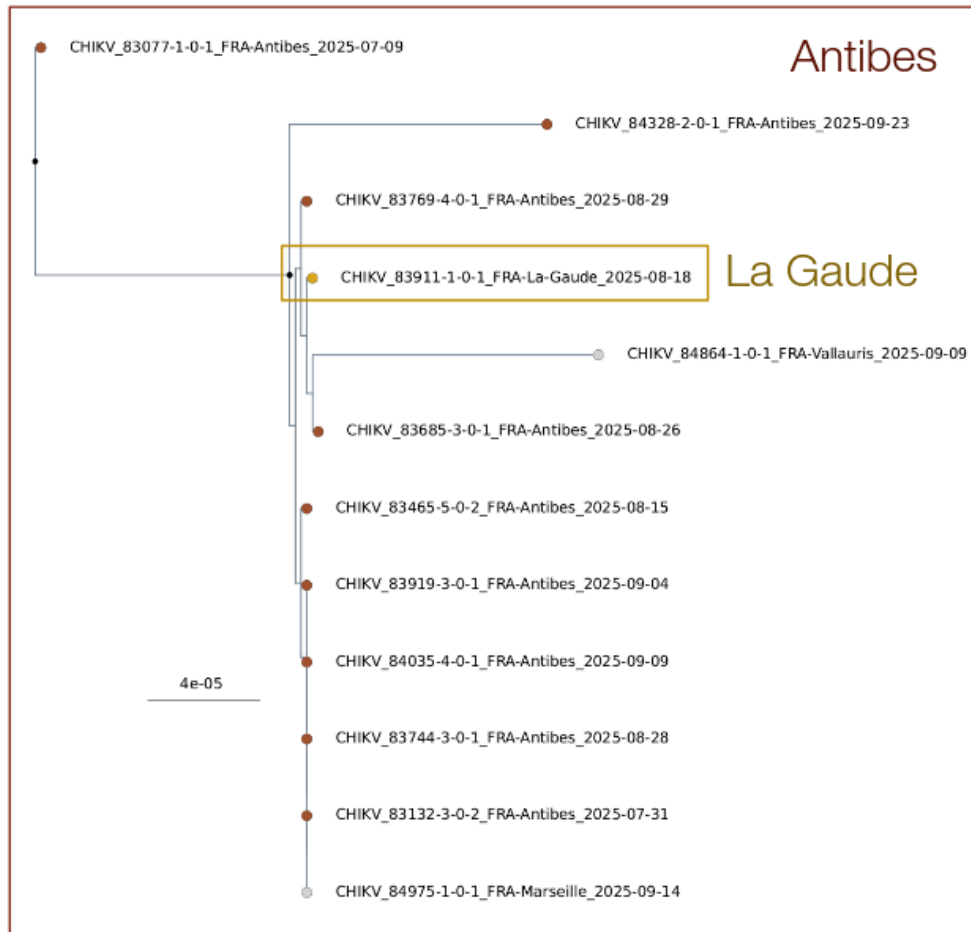 CHIKV_83077-1-0-1_FRA-Antibes_2025-07-09
Antibes
CHIKV_84328-2-0-1_FRA-Antibes_2025-09-23
CHIKV_83769-4-0-1_FRA-Antibes_2025-08-29
CHIKV_83911-1-0-1_FRA-La-Gaude_2025-08-18
La Gaude
CHIKV_84864-1-0-1_FRA-Vallauris_2025-09-09
CHIKV_83685-3-0-1_FRA-Antibes_2025-08-26
CHIKV_83465-5-0-2_FRA-Antibes_2025-08-15
CHIKV_83919-3-0-1_FRA-Antibes_2025-09-04
CHIKV_84035-4-0-1_FRA-Antibes_2025-09-09
4e-05
CHIKV_83744-3-0-1_FRA-Antibes_2025-08-28
CHIKV_83132-3-0-2_FRA-Antibes_2025-07-31
CHIKV_84975-1-0-1_FRA-Marseille_2025-09-14